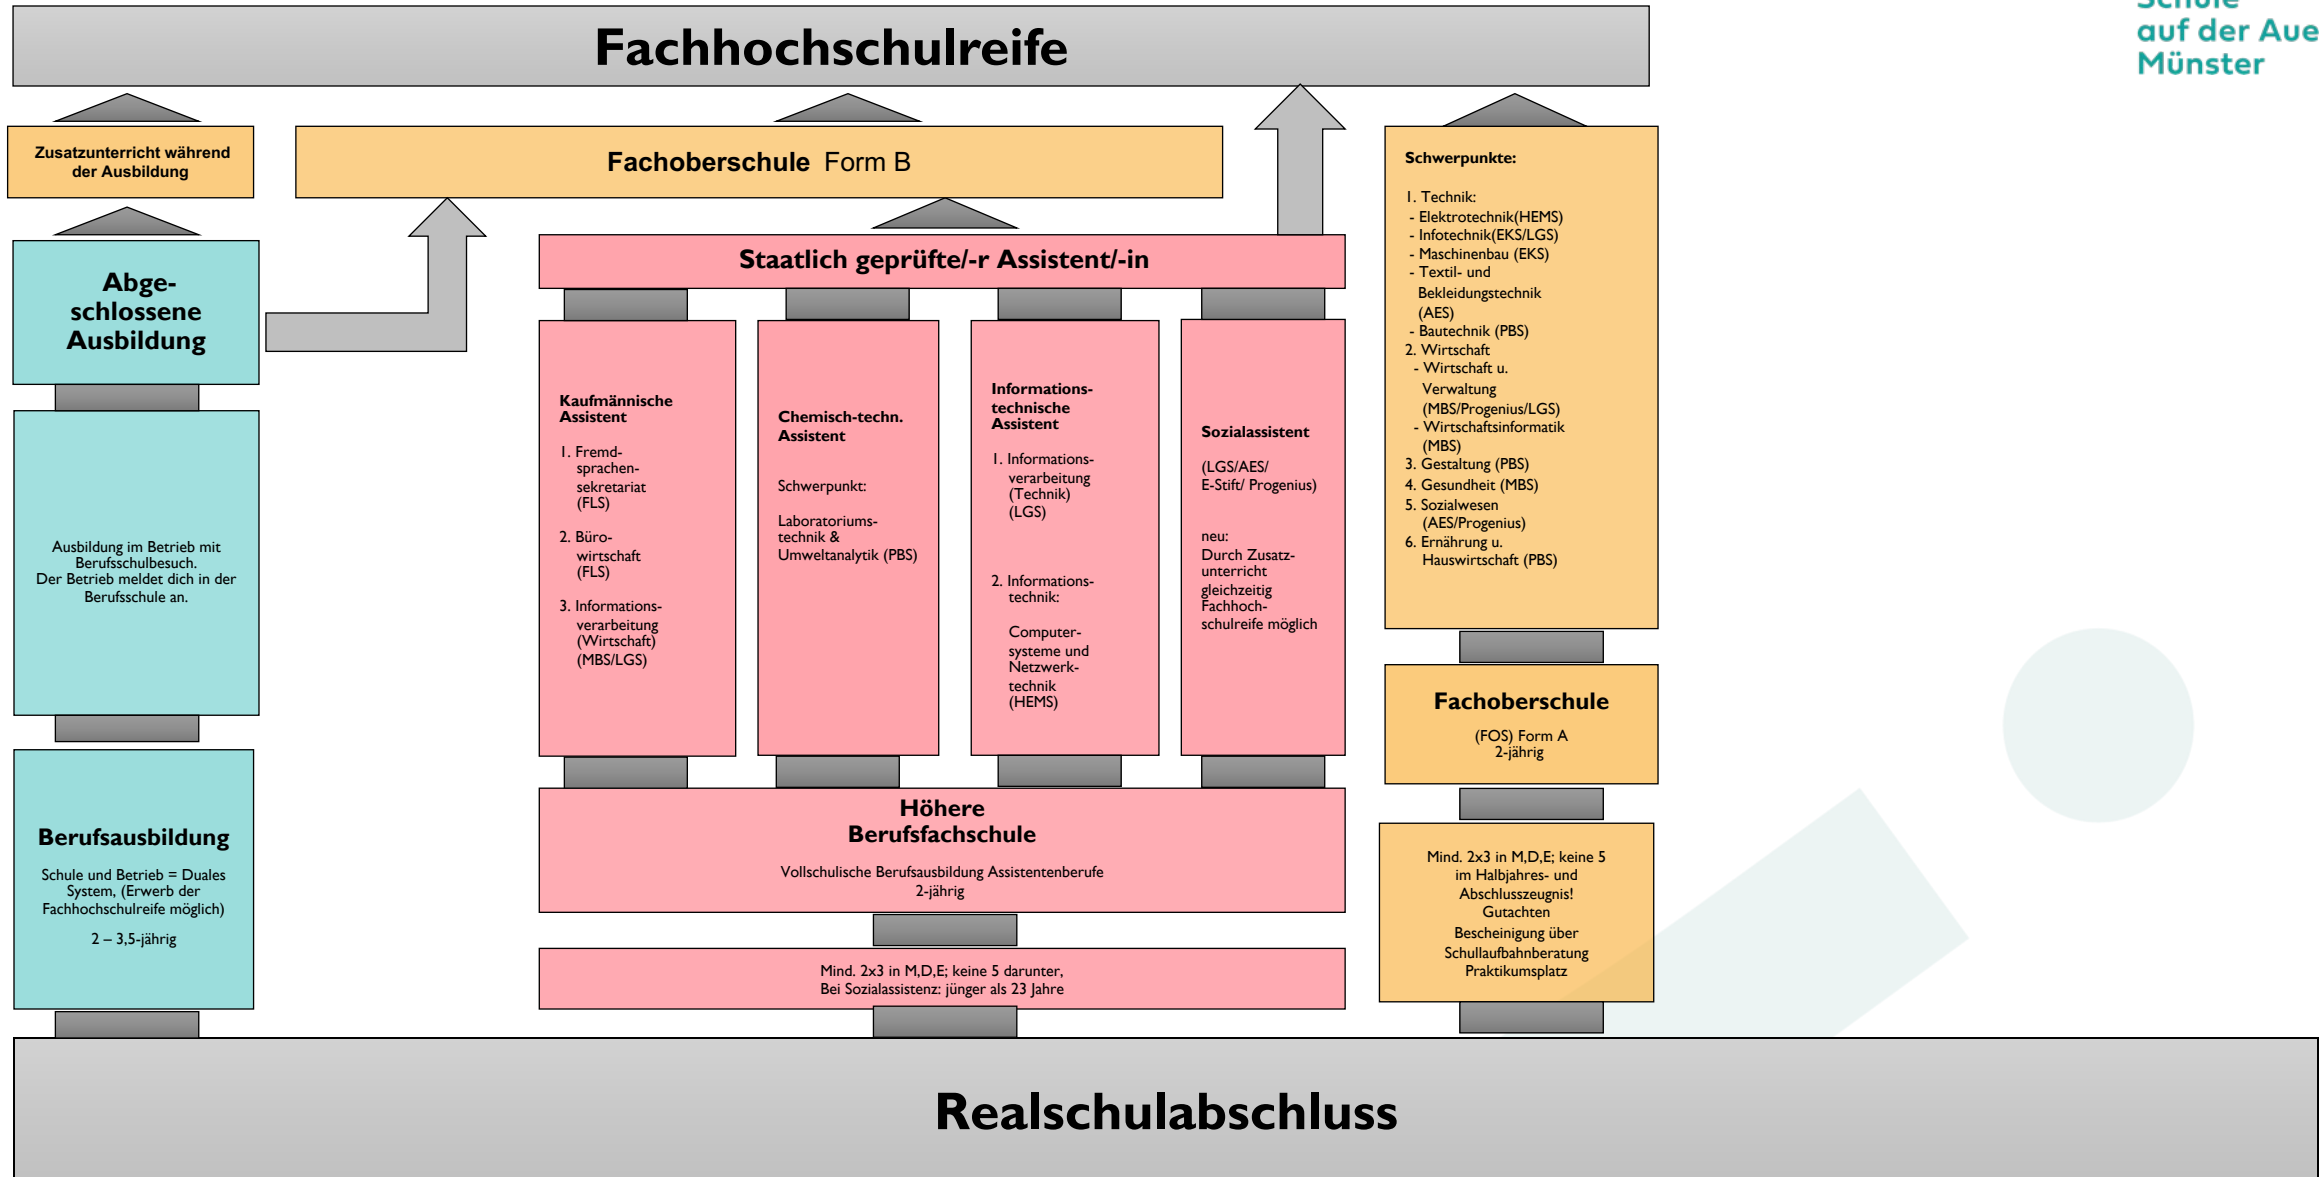 Schule
auf der Aue
Münster
Fachhochschulreife
Zusatzunterricht während
der Ausbildung
Fachoberschule Form B
Abge-
schlossene
Ausbildung
Ausbildung im Betrieb mit
Berufsschulbesuch.
Der Betrieb meldet dich in der
Berufsschule an.
Berufsausbildung
Schule und Betrieb = Duales
System, (Erwerb der
Fachhochschulreife möglich)
2 – 3,5-jährig
Staatlich geprüfte/-r Assistent/-in
Kaufmännische
Assistent
1. Fremd-
sprachen-
sekretariat
(FLS)
2. Büro-
wirtschaft
(FLS)
3. Informations-
verarbeitung
(Wirtschaft)
(MBS/LGS)
Chemisch-techn.
Assistent
Schwerpunkt:
Laboratoriums-
technik &
Umweltanalytik (PBS)
Informations-
technische
Assistent
1. Informations-
verarbeitung
(Technik)
(LGS)
2. Informations-
technik:
Computer-
systeme und
Netzwerk-
technik
(HEMS)
Sozialassistent
(LGS/AES/
E-Stift/ Progenius)
neu:
Durch Zusatz-
unterricht
gleichzeitig
Fachhoch-
schulreife möglich
Höhere
Berufsfachschule
Vollschulische Berufsausbildung Assistentenberufe
2-jährig
Mind. 2x3 in M,D,E; keine 5 darunter,
Bei Sozialassistenz: jünger als 23 Jahre
Schwerpunkte:
1. Technik:
- Elektrotechnik(HEMS)
- Infotechnik(EKS/LGS)
- Maschinenbau (EKS)
- Textil- und
Bekleidungstechnik
(AES)
- Bautechnik (PBS)
2. Wirtschaft
- Wirtschaft u.
Verwaltung
(MBS/Progenius/LGS)
- Wirtschaftsinformatik
(MBS)
3. Gestaltung (PBS)
4. Gesundheit (MBS)
5. Sozialwesen
(AES/Progenius)
6. Ernährung u.
Hauswirtschaft (PBS)
Fachoberschule
(FOS) Form A
2-jährig
Mind. 2x3 in M,D,E; keine 5
im Halbjahres- und
Abschlusszeugnis!
Gutachten
Bescheinigung über
Schullaufbahnberatung
Praktikumsplatz
Realschulabschluss